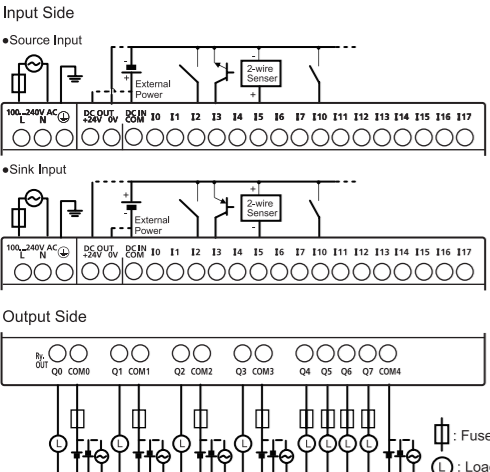 Input Side
•Source Input
External
Power
2-wire
Senser
100-240V AC DC OUT DC IN
L N +24V 0V COM I0 I1 I2 I3 I4 I5 I6 I7 I10 I11 I12 I13 I14 I15 I16 I17
•Sink Input
External
Power
2-wire
Senser
100-240V AC DC OUT DC IN
L N +24V 0V COM I0 I1 I2 I3 I4 I5 I6 I7 I10 I11 I12 I13 I14 I15 I16 I17
Output Side
Ry.
OUT
Q0 COM0 Q1 COM1 Q2 COM2 Q3 COM3 Q4 Q5 Q6 Q7 COM4
: Fuse
L L L L L L L L
L : Load